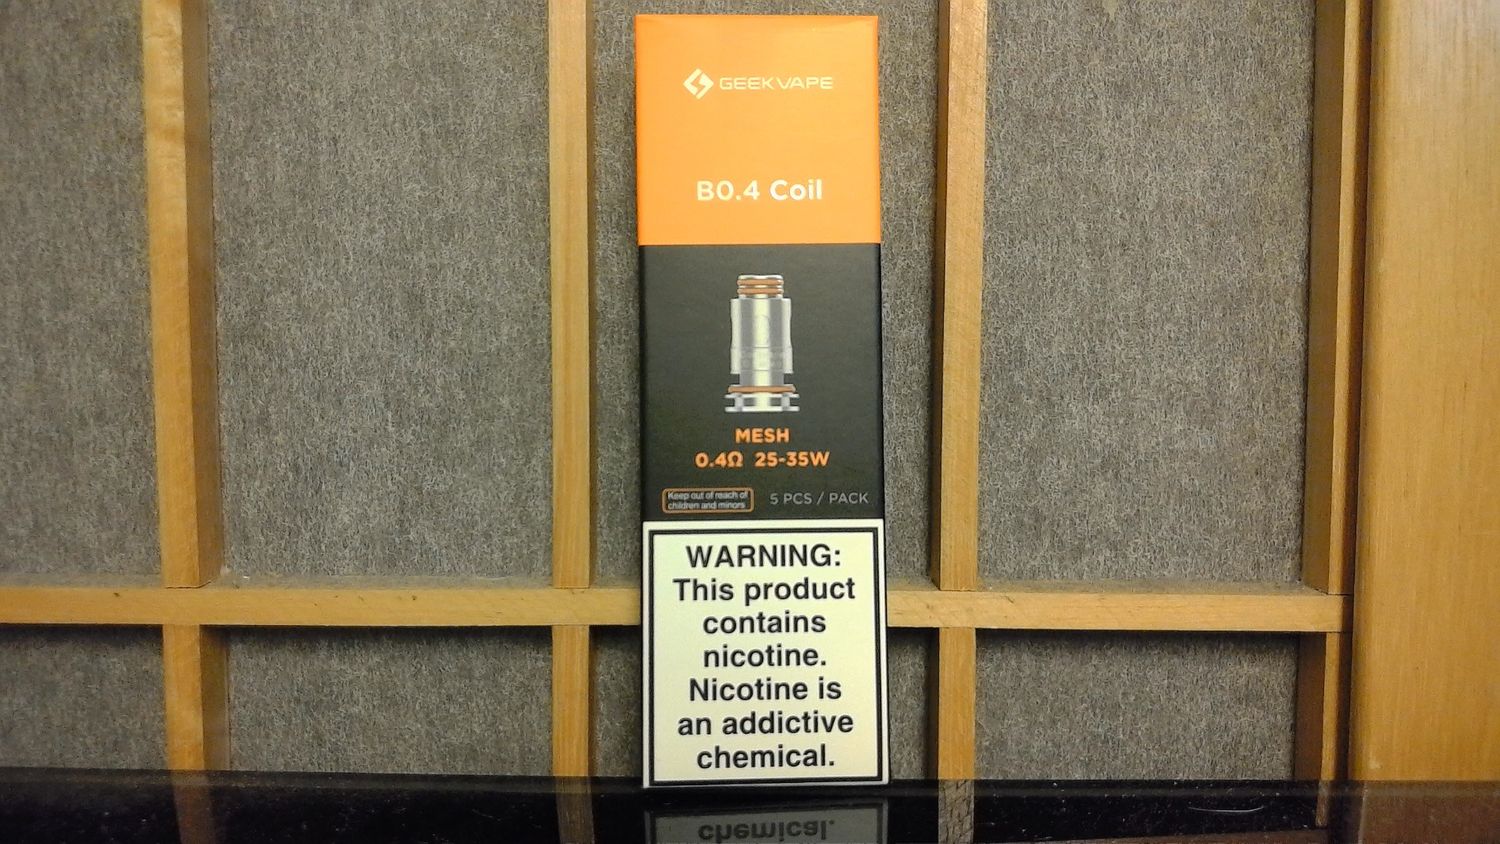 GEEKVAPE
B0.4 Coil
MESH
0.4Ω 25-35W
Keep out of reach of
children and minors
5 PCS / PACK
WARNING:
This product
contains
nicotine.
Nicotine is
an addictive
chemical.